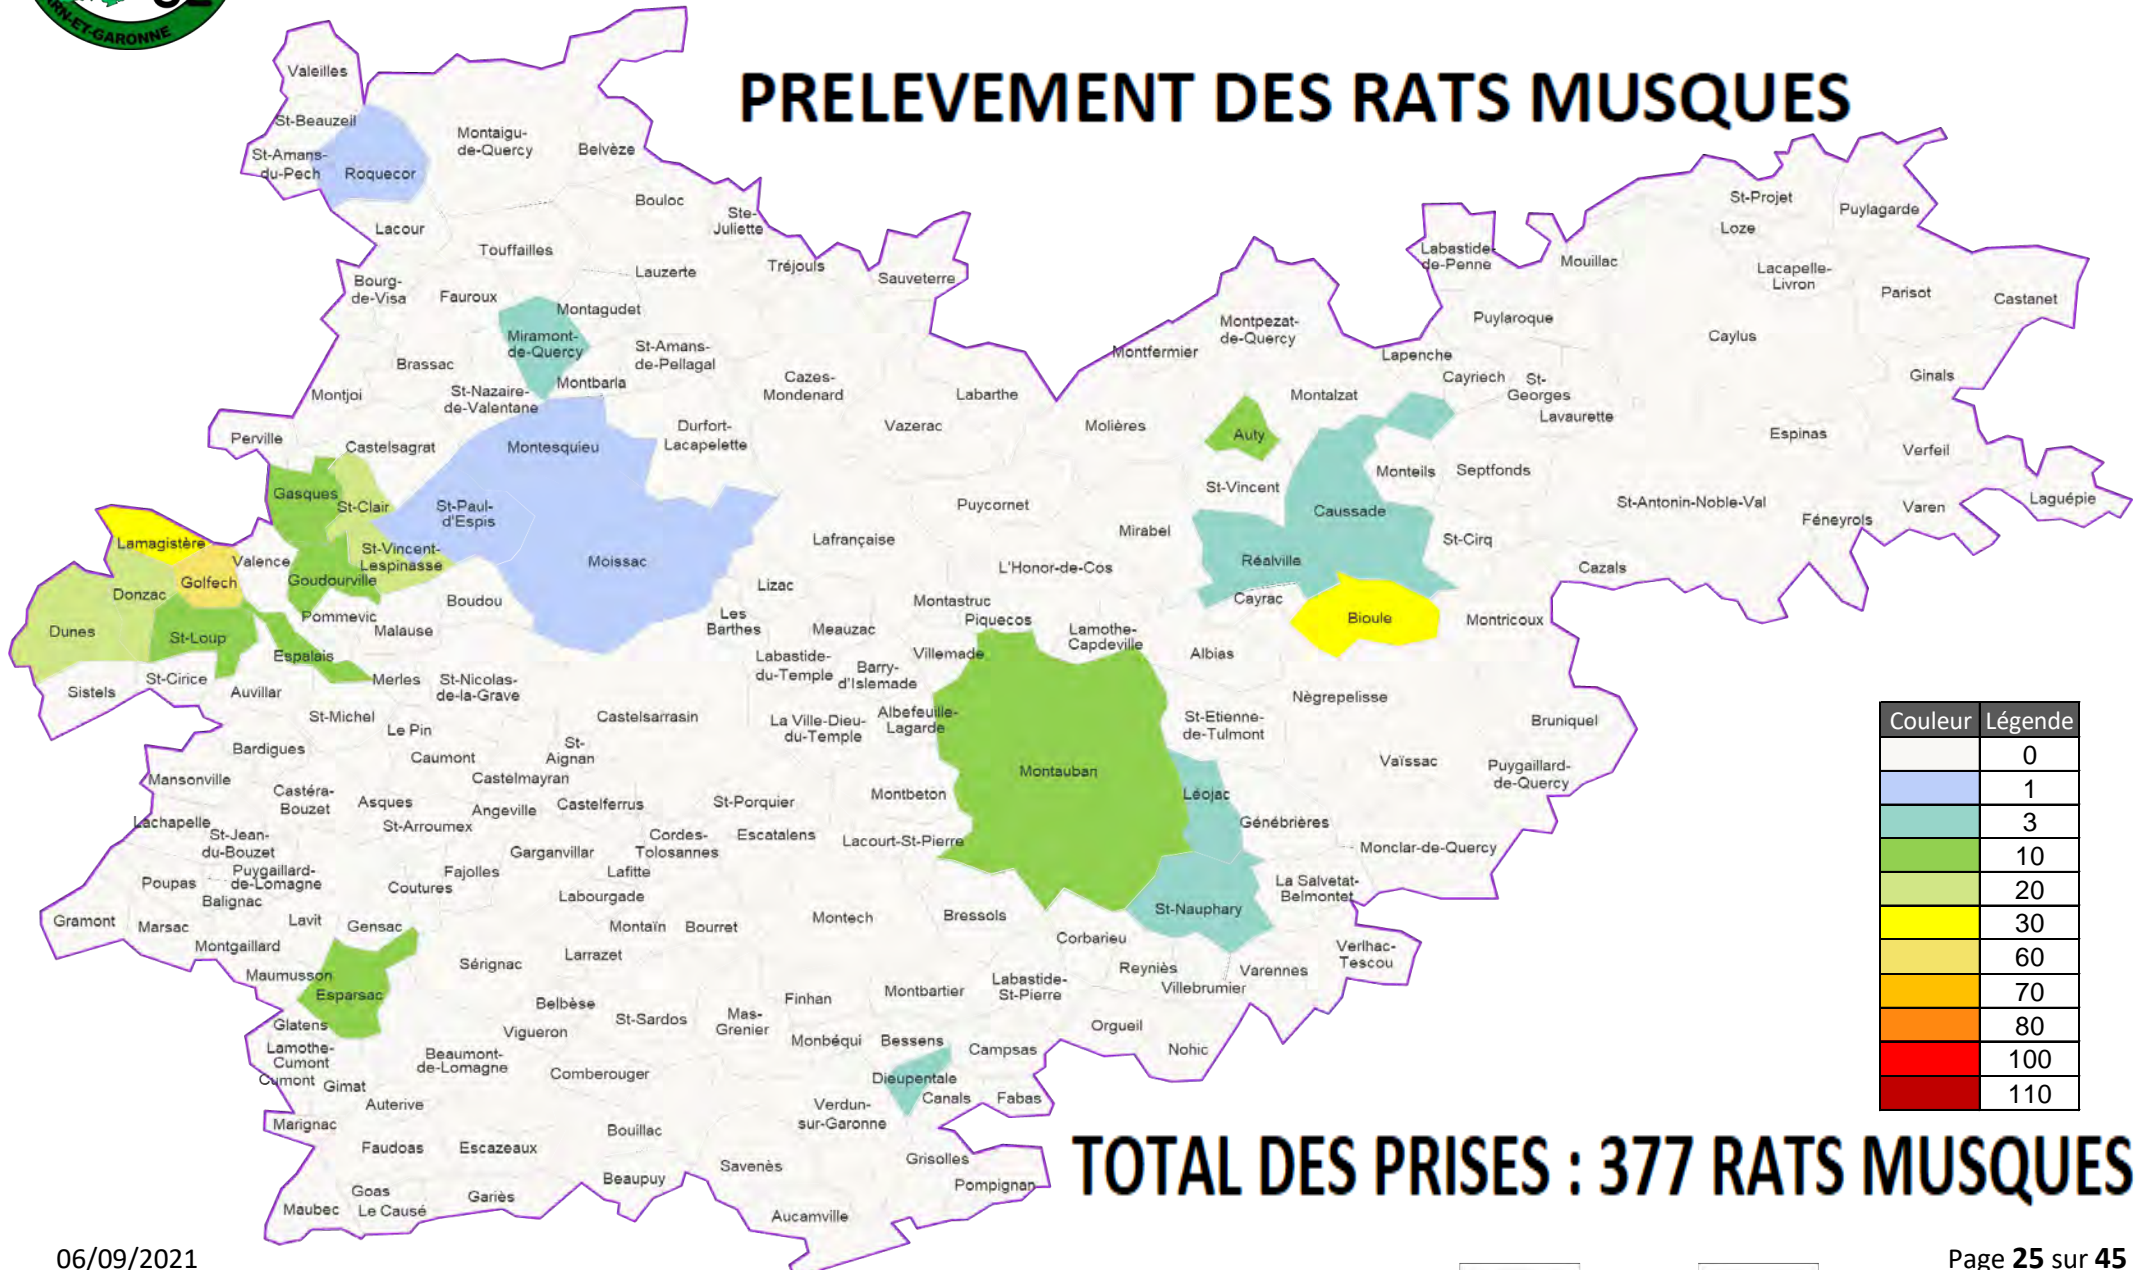 ARN-ET-GARONNE
PRELEVEMENT DES RATS MUSQUES
Valeilles
St-Beauzeil
St-Amans-
du-Pech
Roquecor
Montaigu-
de-Quercy
Belvèze
Lacour
Bouloc
Ste-
Juliette
Touffailles
Lauzerte
Tréjouls
Sauveterre
Bourg-
de-Visa
Fauroux
Montagudet
Miramont-
de-Quercy
St-Amans-
de-Pellagal
Brassac
Montbarla
St-Nazaire-
de-Valentane
Montjoi
Cazes-
Mondenard
Labarthe
Durfort-
Lacapelette
Vazerac
Molières
Perville
Castelsagrat
Montesquieu
Gasques
St-Clair
St-Paul-
d'Espis
Puycornet
Mirabel
Lafrançaise
Lamagistère
Valence
St-Vincent-
Lespinasse
Moissac
L'Honor-de-Cos
Golfech
Goudourville
Donzac
Boudou
Lizac
Montastruc
Piquecos
Pommevic
Malause
Les
Barthes
Meauzac
Lamothe-
Capdeville
Dunes
St-Loup
Espalais
Villemade
Labastide-
du-Temple
Barry-
d'Islemade
Sistels
St-Cirice
Auvillar
Merles
St-Nicolas-
de-la-Grave
St-Michel
Le Pin
Castelsarrasin
La Ville-Dieu-
du-Temple
Albefeuille-
Lagarde
Labastide-
de-Penne
Mouillac
St-Projet
Loze
Puylagarde
Lacapelle-
Livron
Parisot
Castanet
Montpezat-
de-Quercy
Puylaroque
Caylus
Montfermier
Lapenche
Cayriech
St-
Georges
Ginals
Montalzat
Lavaurette
Auty
Espinas
Verfeil
Monteils
Septfonds
St-Vincent
Caussade
St-Antonin-Noble-Val
Féneyrols
Varen
Laguépie
St-Cirq
Réalville
Cazals
Cayrac
Bioule
Montricoux
Albias
Nègrepelisse
St-Etienne-
de-Tulmont
Bruniquel
Vaïssac
Puygaillard-
de-Quercy
Montauban
Léojac
Génébrières
Monclar-de-Quercy
La Salvetat-
Belmontet
St-Nauphary
Bardigues
Caumont
St-
Aignan
Mansonville
Castelmayran
Castéra-
Bouzet
Asques
Angeville
Castelferrus
St-Porquier
Montbeton
Lachapelle
St-Arroumex
St-Jean-
du-Bouzet
Cordes-
Tolosannes
Escatalens
Lacourt-St-Pierre
Garganvillar
Puygaillard-
de-Lomagne
Fajolles
Lafitte
Poupas
Coutures
Balignac
Labourgade
Gramont
Marsac
Lavit
Gensac
Montaïn
Bourret
Montech
Bressols
Montgaillard
Corbarieu
Verlhac-
Tescou
Maumusson
Sérignac
Larrazet
Reyniès
Varennes
Villebrumier
Esparsac
Belbèse
Finhan
Montbartier
Labastide-
St-Pierre
Glatens
Vigueron
St-Sardos
Mas-
Grenier
Orgueil
Lamothe-
Cumont
Monbéqui
Bessens
Campsas
Nohic
Cumont
Gimat
Beaumont-
de-Lomagne
Comberouger
Dieupentale
Canals
Fabas
Auterive
Marignac
Verdun-
sur-Garonne
Bouillac
Faudoas
Escazeaux
Savenès
Grisolles
Beaupuy
Pompignan
Goas
Gariès
Maubec
Le Causé
Aucamville
Couleur Légende
0
1
3
10
20
30
60
70
80
100
110
TOTAL DES PRISES : 377 RATS MUSQUES
06/09/2021
Page 25 sur 45